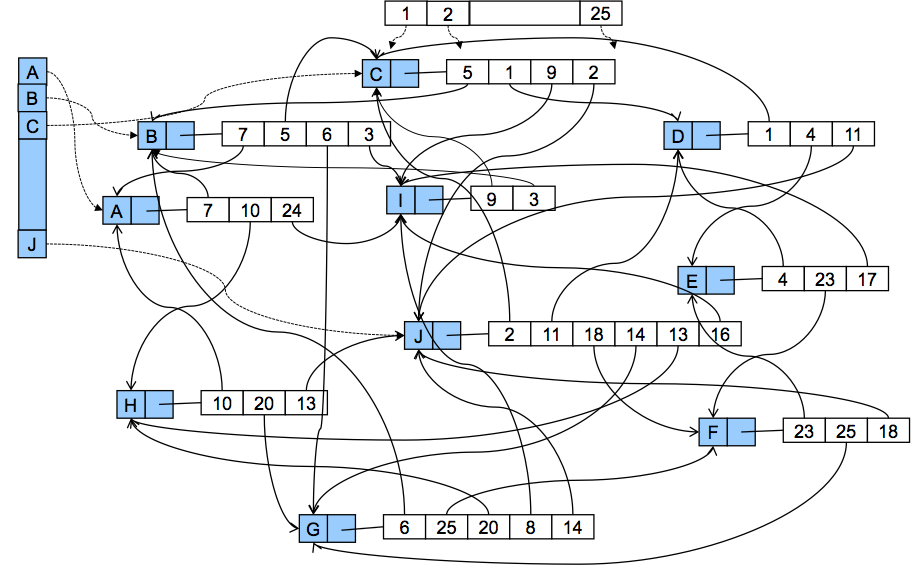 1 2 25
A
B
C
J
C 5 1 9 2
B 7 5 6 3
D 1 4 11
A 7 10 24
I 9 3
E 4 23 17
J 2 11 18 14 13 16
H 10 20 13
F 23 25 18
G 6 25 20 8 14